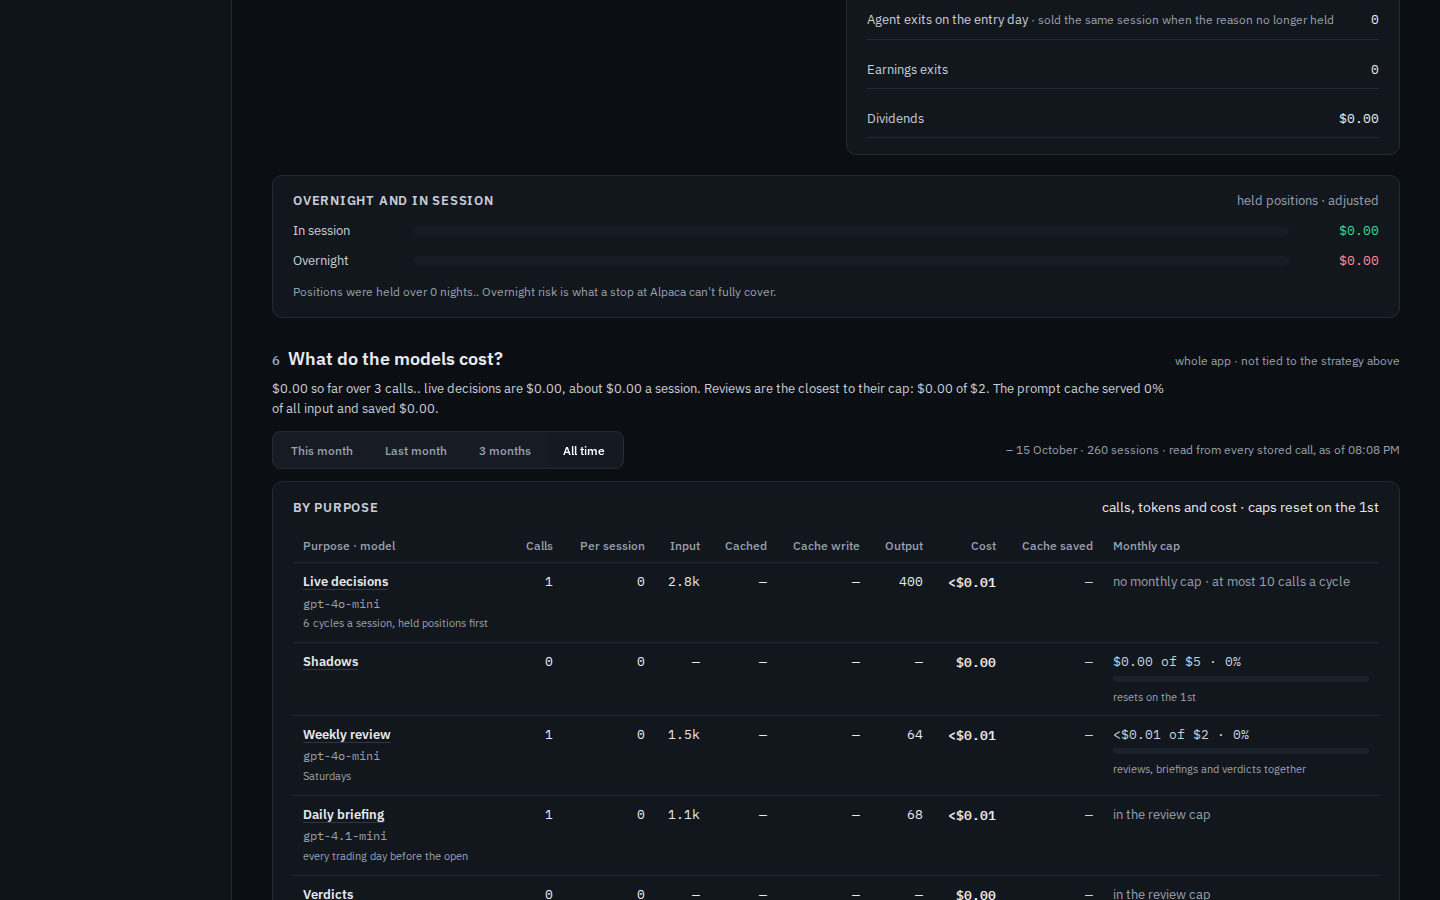 Agent exits on the entry day · sold the same session when the reason no longer held 0
Earnings exits 0
Dividends $0.00
OVERNIGHT AND IN SESSION held positions · adjusted
In session $0.00
Overnight $0.00
Positions were held over 0 nights.. Overnight risk is what a stop at Alpaca can't fully cover.
6 What do the models cost? whole app · not tied to the strategy above
$0.00 so far over 3 calls.. live decisions are $0.00, about $0.00 a session. Reviews are the closest to their cap: $0.00 of $2. The prompt cache served 0%
of all input and saved $0.00.
This month Last month 3 months All time – 15 October · 260 sessions · read from every stored call, as of 08:08 PM
BY PURPOSE calls, tokens and cost · caps reset on the 1st
Purpose · model Calls Per session Input Cached Cache write Output Cost Cache saved Monthly cap
Live decisions 1 0 2.8k – – 400 <$0.01 – no monthly cap · at most 10 calls a cycle
gpt-4o-mini
6 cycles a session, held positions first
Shadows 0 0 – – – – $0.00 – $0.00 of $5 · 0%
resets on the 1st
Weekly review 1 0 1.5k – – 64 <$0.01 – <$0.01 of $2 · 0%
gpt-4o-mini
Saturdays reviews, briefings and verdicts together
Daily briefing 1 0 1.1k – – 68 <$0.01 – in the review cap
gpt-4.1-mini
every trading day before the open
Verdicts 0 0 – – – – $0.00 – in the review cap